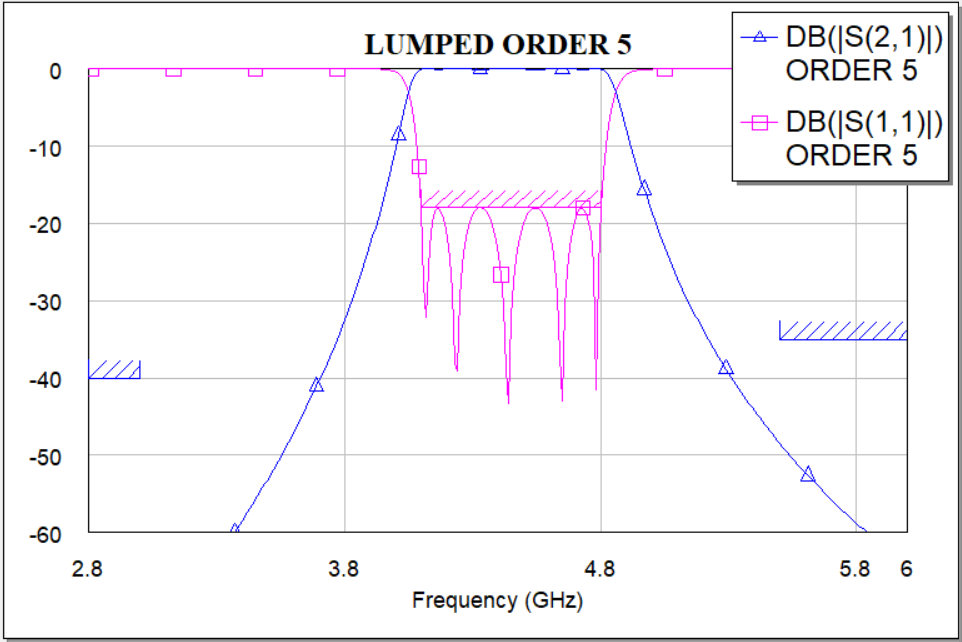 LUMPED ORDER 5
DB(|S(2,1)|)
ORDER 5
DB(|S(1,1)|)
ORDER 5
0
-10
-20
-30
-40
-50
-60
2.8
3.8
4.8
5.8
6
Frequency (GHz)